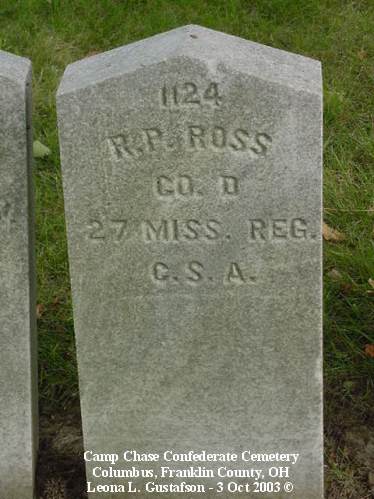 1124
R. P. ROSS
CO. D
27 MISS. REG.
C. S. A.
Camp Chase Confederate Cemetery
Columbus, Franklin County, OH
Leona L. Gustafson - 3 Oct 2003 ©